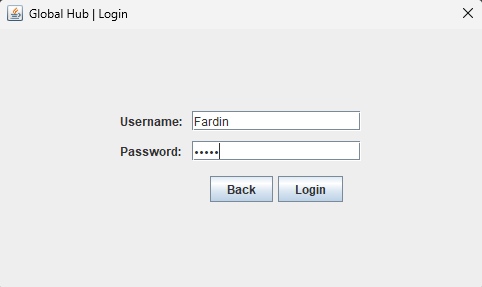 Global Hub | Login
Username: Fardin
Password: •••••
Back Login